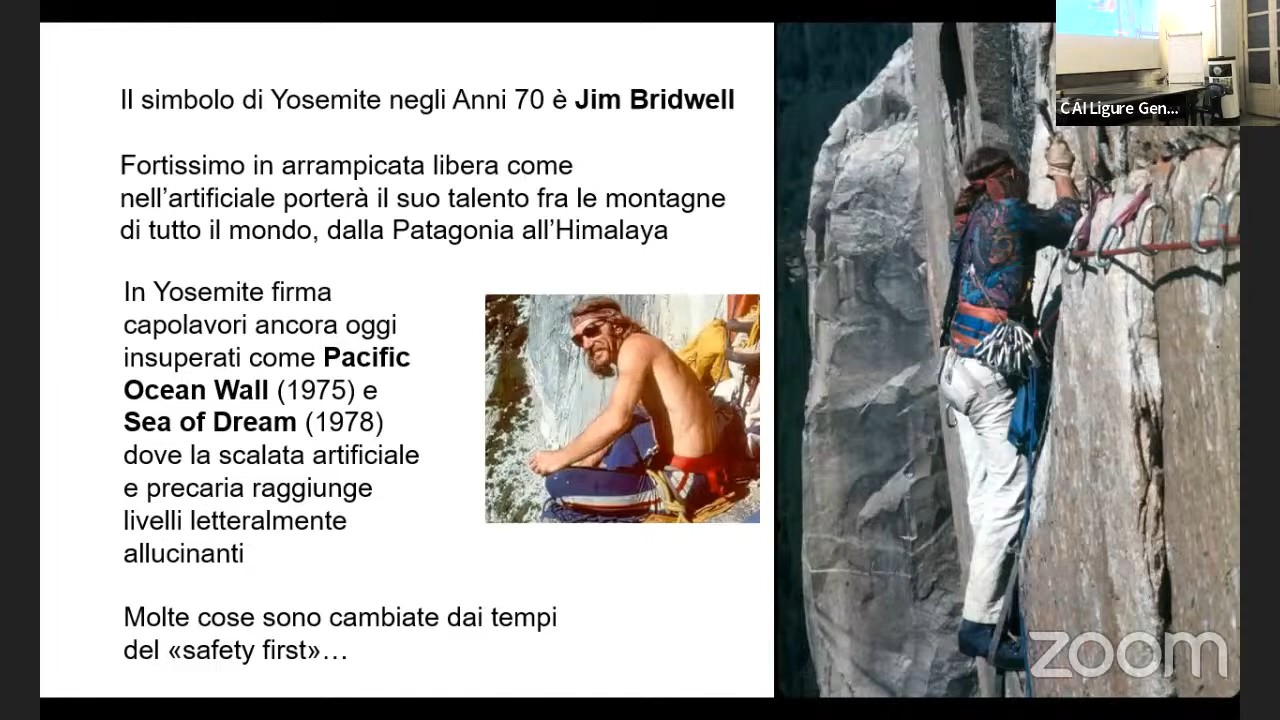 Il simbolo di Yosemite negli Anni 70 è Jim Bridwell
Fortissimo in arrampicata libera come
nell’artificiale porterà il suo talento fra le montagne
di tutto il mondo, dalla Patagonia all’Himalaya
In Yosemite firma
capolavori ancora oggi
insuperati come Pacific
Ocean Wall (1975) e
Sea of Dream (1978)
dove la scalata artificiale
e precaria raggiunge
livelli letteralmente
allucinanti
Molte cose sono cambiate dai tempi
del «safety first»…
C AI Ligure Gen...
zoom